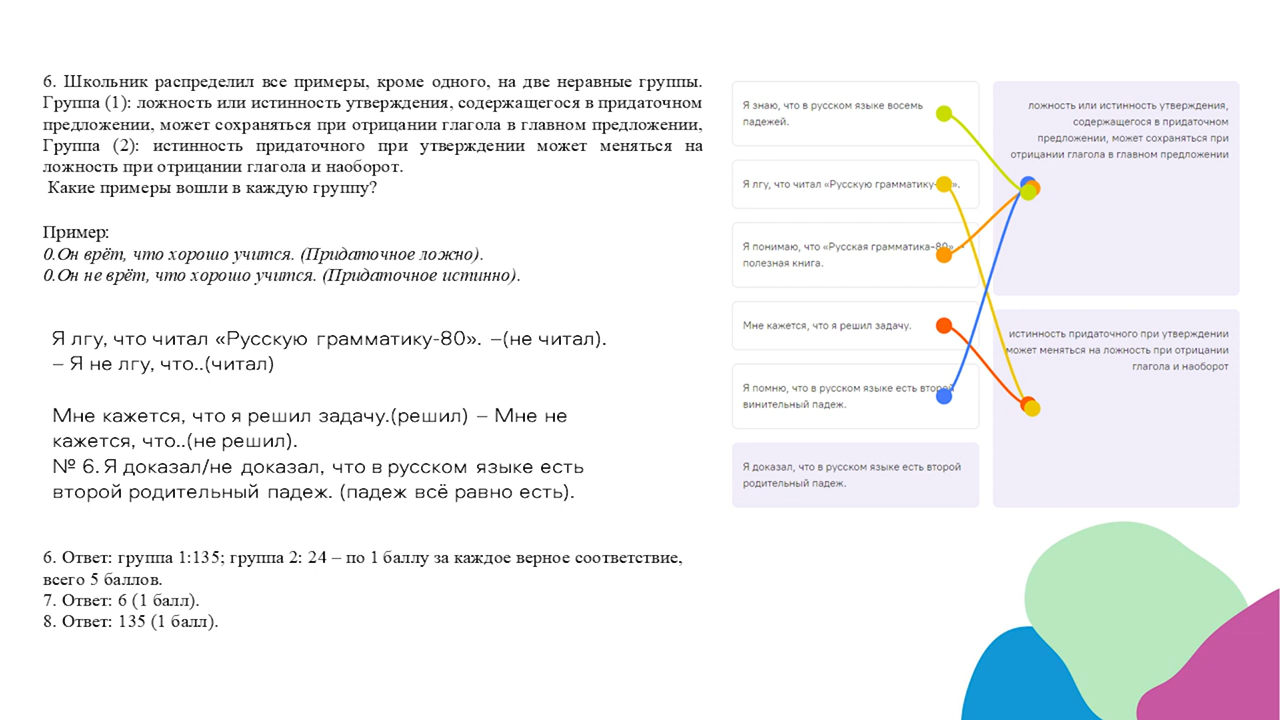 6. Школьник распределил все примеры, кроме одного, на две неравные группы.
Группа (1): ложность или истинность утверждения, содержащегося в придаточном
предложении, может сохраняться при отрицании глагола в главном предложении,
Группа (2): истинность придаточного при утверждении может меняться на
ложность при отрицании глагола и наоборот.
Какие примеры вошли в каждую группу?
Пример:
0.Он врёт, что хорошо учится. (Придаточное ложно).
0.Он не врёт, что хорошо учится. (Придаточное истинно).
Я лгу, что читал «Русскую грамматику-80». –(не читал).
– Я не лгу, что..(читал)
Мне кажется, что я решил задачу.(решил) – Мне не
кажется, что..(не решил).
№ 6. Я доказал/не доказал, что в русском языке есть
второй родительный падеж. (падеж всё равно есть).
6. Ответ: группа 1:135; группа 2: 24 – по 1 баллу за каждое верное соответствие,
всего 5 баллов.
7. Ответ: 6 (1 балл).
8. Ответ: 135 (1 балл).
Я знаю, что в русском языке восемь
падежей.
Я лгу, что читал «Русскую грамматику-».
Я понимаю, что «Русская грамматика-80»
полезная книга.
Мне кажется, что я решил задачу.
Я помню, что в русском языке есть второй
винительный падеж.
Я доказал, что в русском языке есть второй
родительный падеж.
ложность или истинность утверждения,
содержащегося в придаточном
предложении, может сохраняться при
отрицании глагола в главном предложении
истинность придаточного при утверждении
может меняться на ложность при отрицании
глагола и наоборот